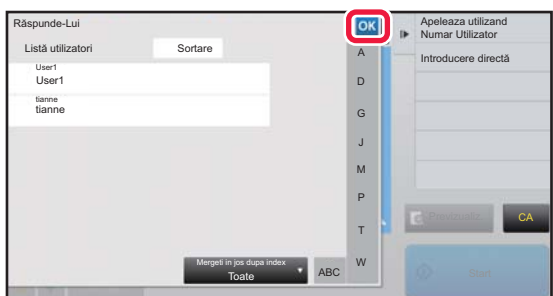 Răspunde-Lui
OK
Apeleaza utilizand
Numar Utilizator
Listă utilizatori
Sortare
A
Introducere directă
User1
User1
D
tianne
tianne
G
J
M
P
CA
T
W
Mergeti in jos dupa index
Toate
ABC
Start